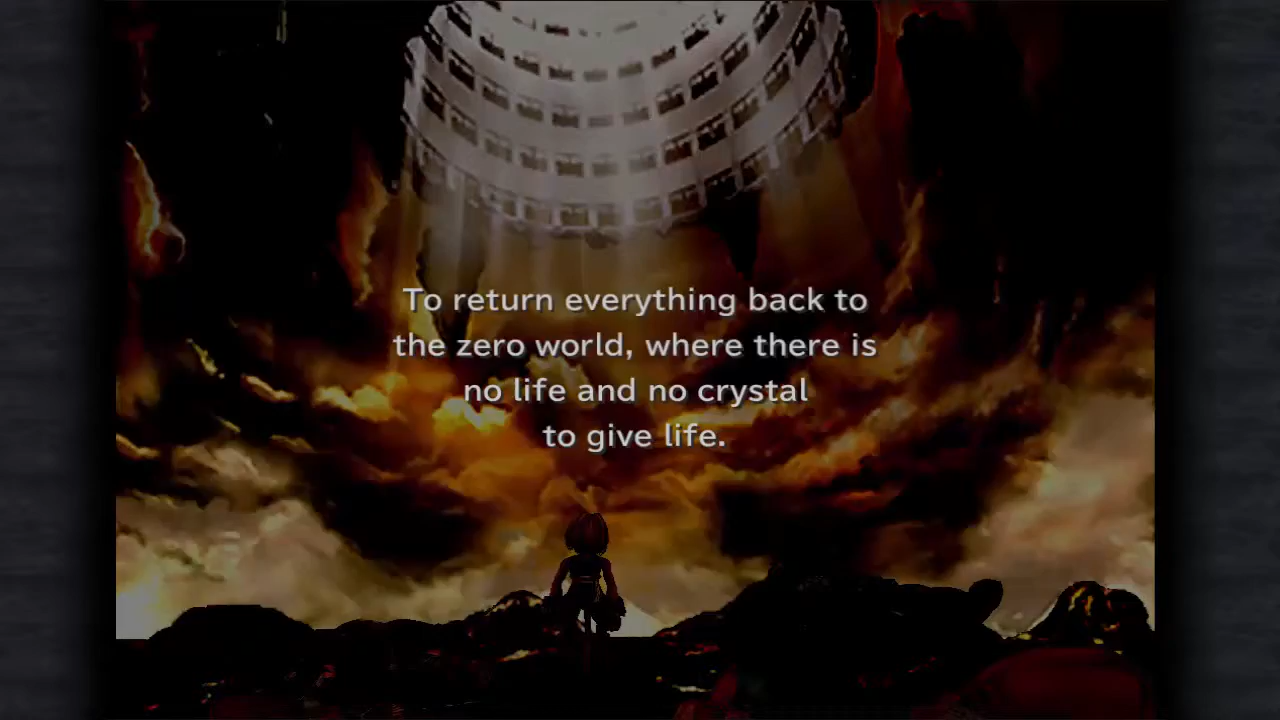 To return everything back to
the zero world, where there is
no life and no crystal
to give life.